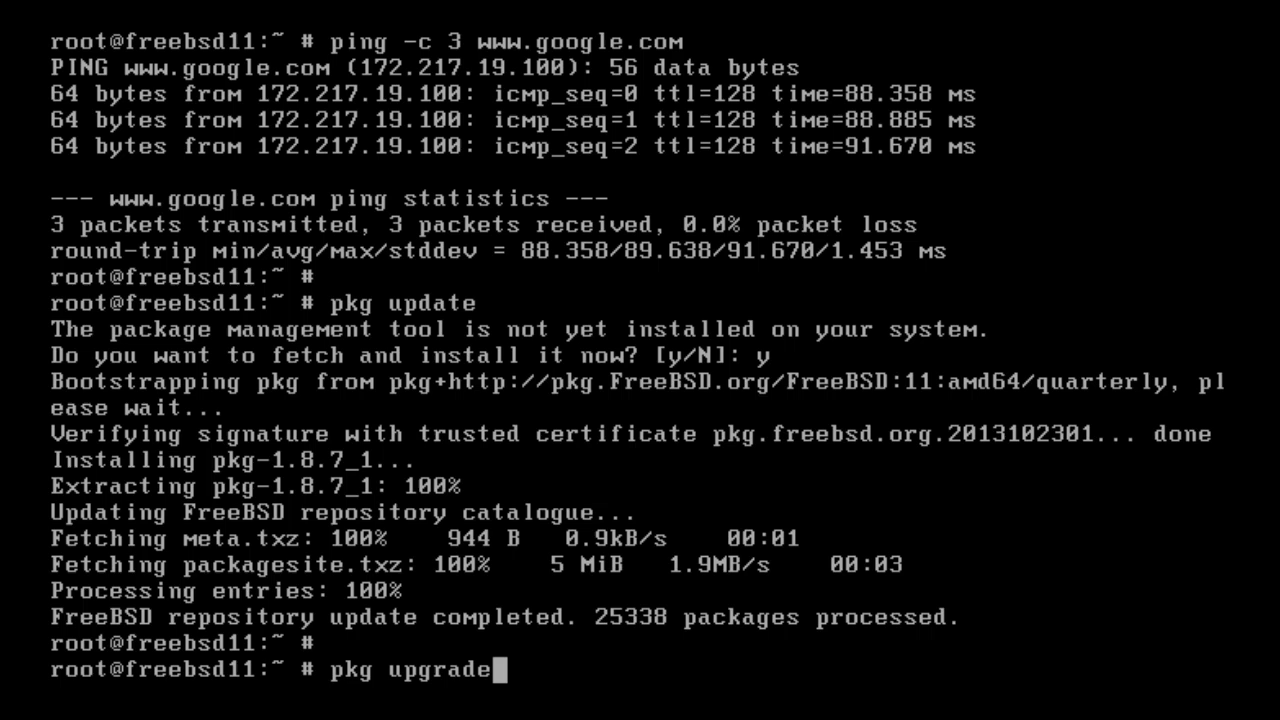 root@freebsd11:~ # ping -c 3 www.google.com
PING www.google.com (172.217.19.100): 56 data bytes
64 bytes from 172.217.19.100: icmp_seq=0 ttl=128 time=88.358 ms
64 bytes from 172.217.19.100: icmp_seq=1 ttl=128 time=88.885 ms
64 bytes from 172.217.19.100: icmp_seq=2 ttl=128 time=91.670 ms
--- www.google.com ping statistics ---
3 packets transmitted, 3 packets received, 0.0% packet loss
round-trip min/avg/max/stddev = 88.358/89.638/91.670/1.453 ms
root@freebsd11:~ #
root@freebsd11:~ # pkg update
The package management tool is not yet installed on your system.
Do you want to fetch and install it now? [y/N]: y
Bootstrapping pkg from pkg+http://pkg.FreeBSD.org/FreeBSD:11:amd64/quarterly, pl
ease wait...
Verifying signature with trusted certificate pkg.freebsd.org.2013102301... done
Installing pkg-1.8.7_1...
Extracting pkg-1.8.7_1: 100%
Updating FreeBSD repository catalogue...
Fetching meta.txz: 100%    944 B   0.9kB/s    00:01
Fetching packagesite.txz: 100%    5 MiB   1.9MB/s    00:03
Processing entries: 100%
FreeBSD repository update completed. 25338 packages processed.
root@freebsd11:~ #
root@freebsd11:~ # pkg upgrade